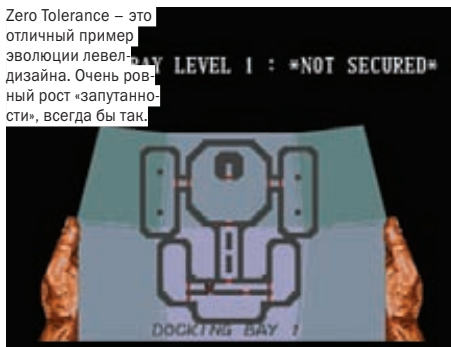 Zero Tolerance – это
отличный пример
эволюции левел-
дизайна. Очень ров-
ный рост «запутанно-
сти», всегда бы так.
BAY LEVEL 1 : *NOT SECURED*
DOCKING BAY 1